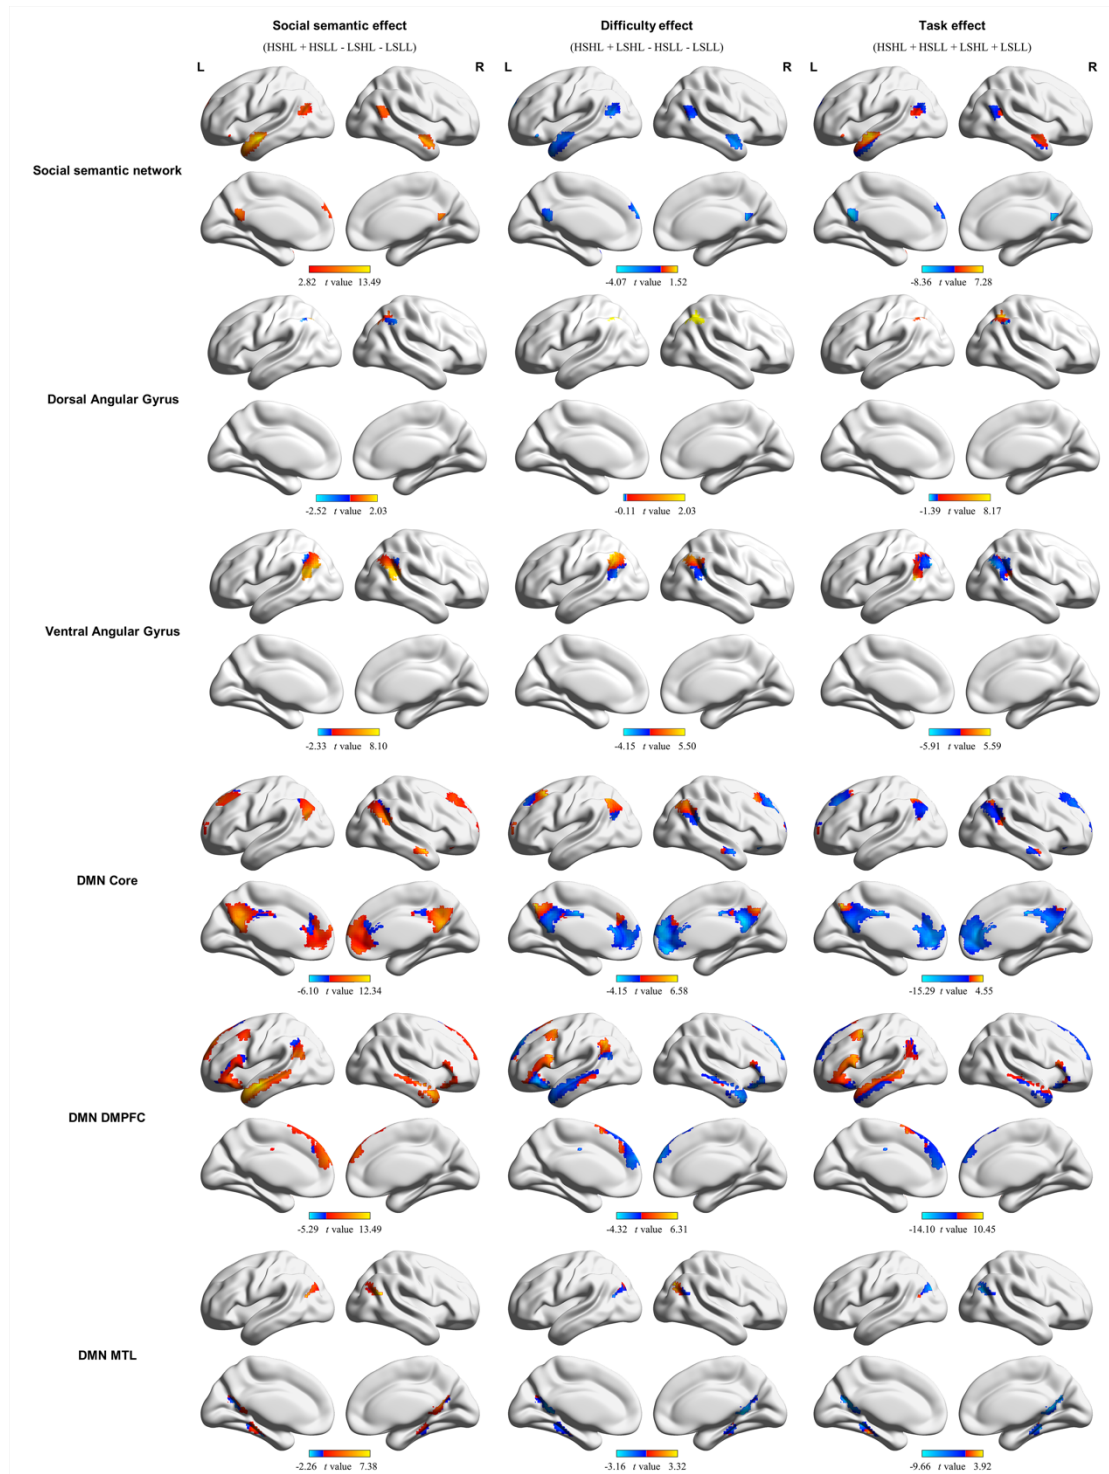 Social semantic effect
Difficulty effect
Task effect
(HSHL + HSLL - LSHL - LSLL)
(HSHL + LSHL - HSLL - LSLL)
(HSHL + HSLL + LSHL + LSLL)
L R L R L R
Social semantic network
2.82 t value 13.49
-4.07 t value 1.52
-8.36 t value 7.28
Dorsal Angular Gyrus
-2.52 t value 2.03
-0.11 t value 2.03
-1.39 t value 8.17
Ventral Angular Gyrus
-2.33 t value 8.10
-4.15 t value 5.50
-5.91 t value 5.59
DMN Core
-6.10 t value 12.34
-4.15 t value 6.58
-15.29 t value 4.55
DMN DMPFC
-5.29 t value 13.49
-4.32 t value 6.31
-14.10 t value 10.45
DMN MTL
-2.26 t value 7.38
-3.16 t value 3.32
-9.66 t value 3.92